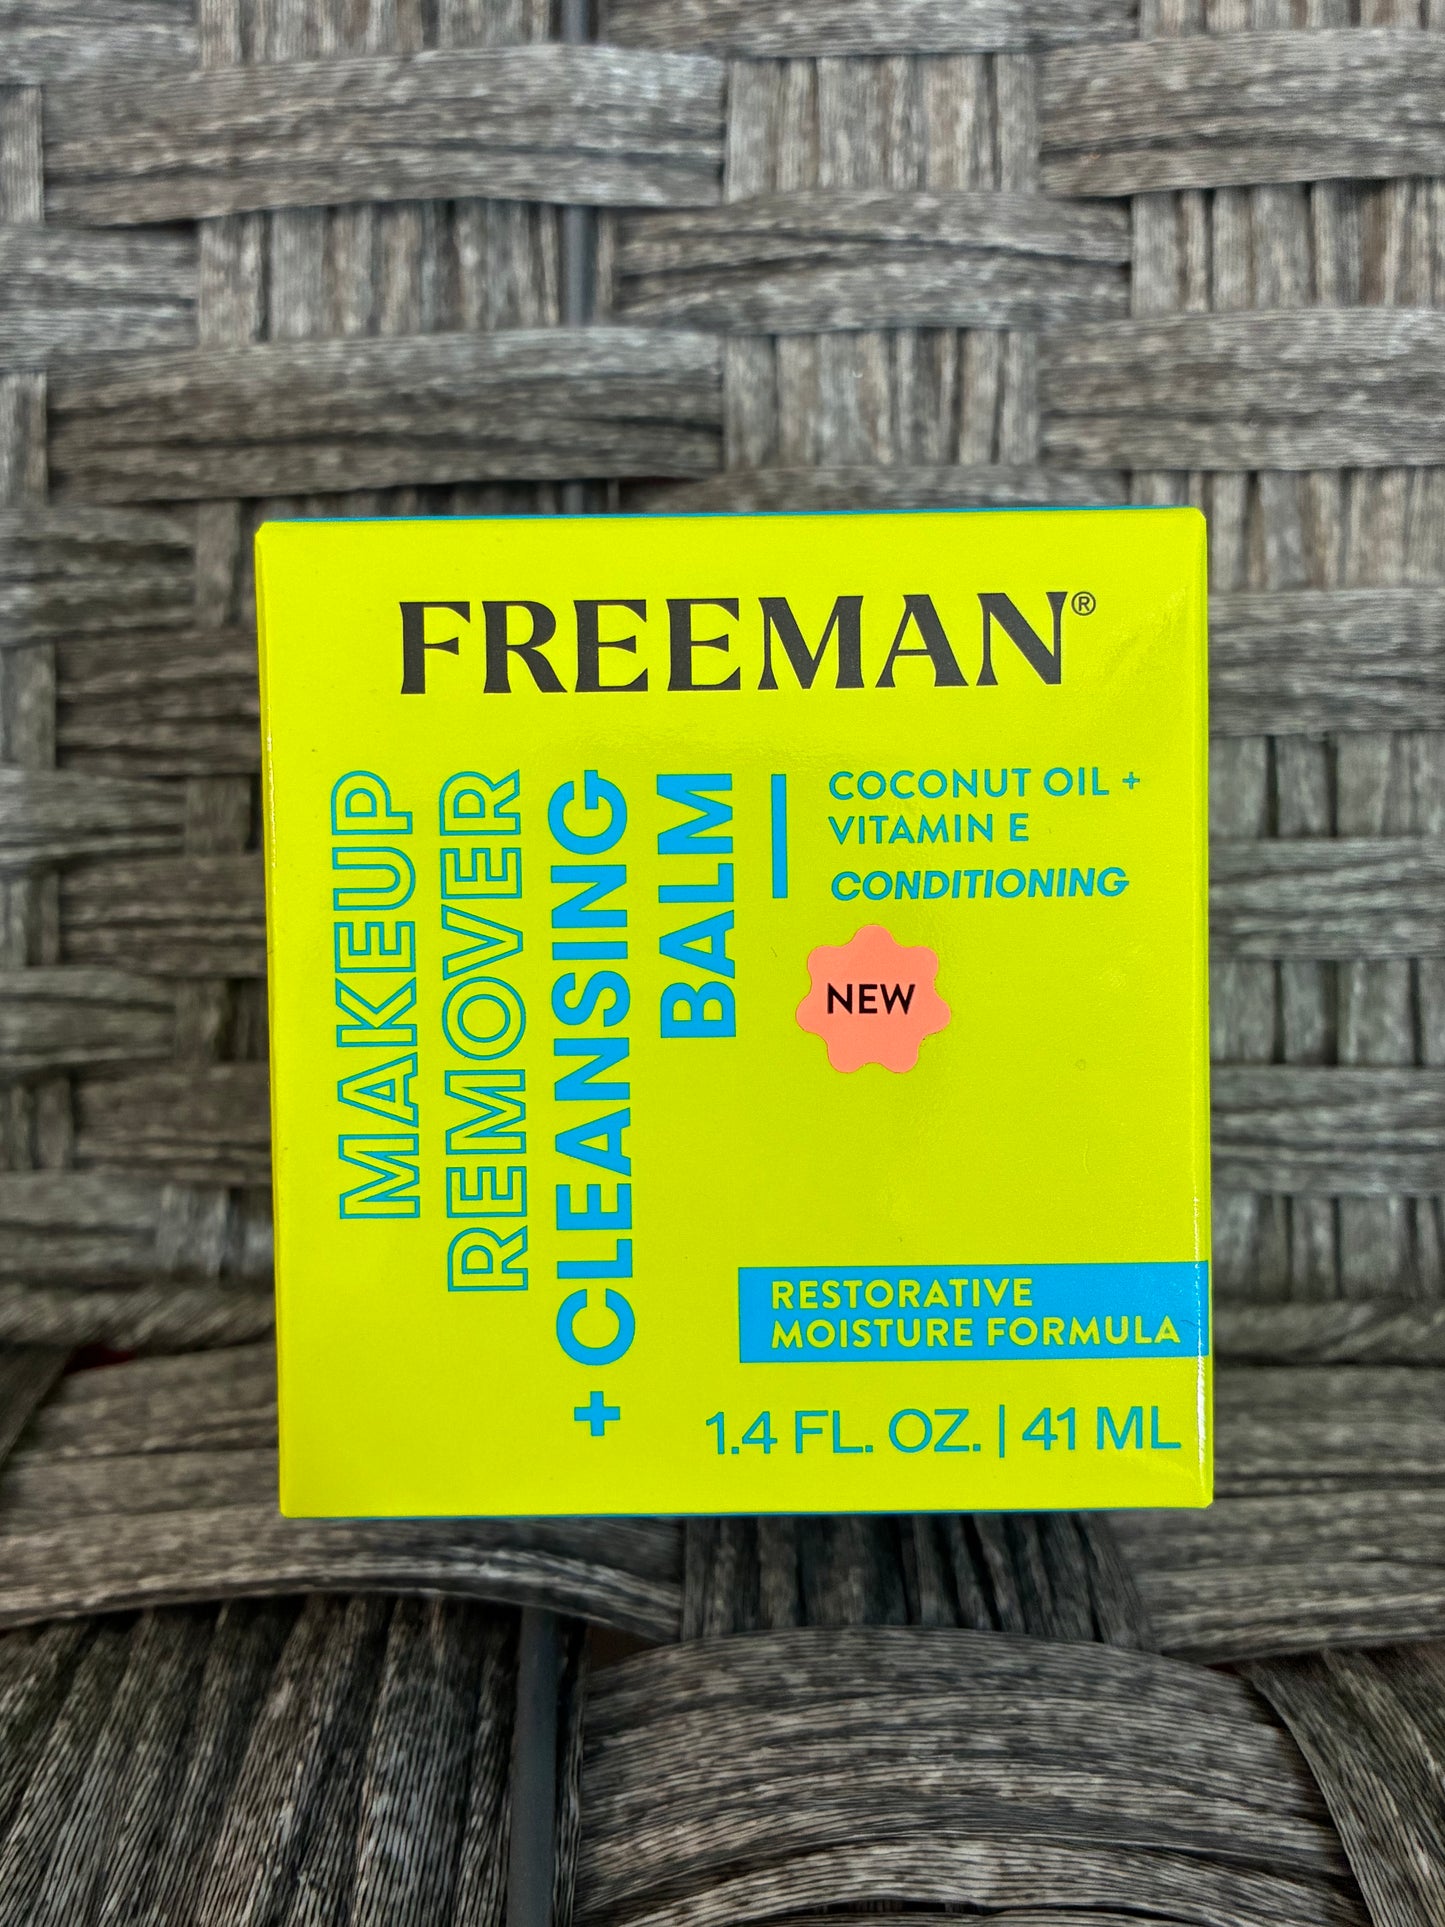 FREEMAN®
MAKEUP
REMOVER
+ CLEANSING
BALM
COCONUT OIL +
VITAMIN E
CONDITIONING
NEW
RESTORATIVE
MOISTURE FORMULA
1.4 FL. OZ. | 41 ML